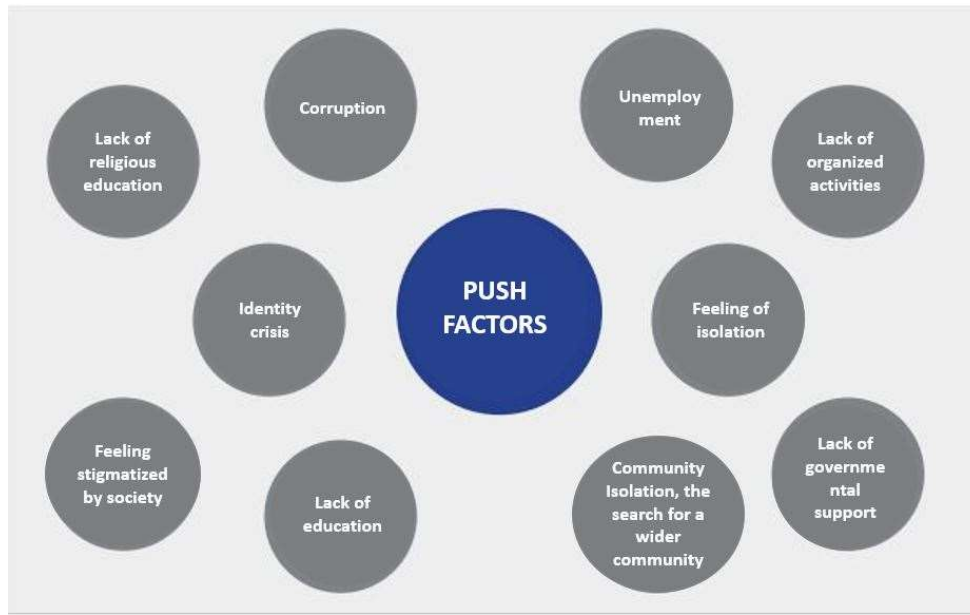 Corruption
Unemploy
ment
Lack of
religious
education
Lack of
organized
activities
PUSH
FACTORS
Identity
crisis
Feeling of
isolation
Feeling
stigmatized
by society
Lack of
education
Community
Isolation, the
search for a
wider
community
Lack of
governme
ntal
support